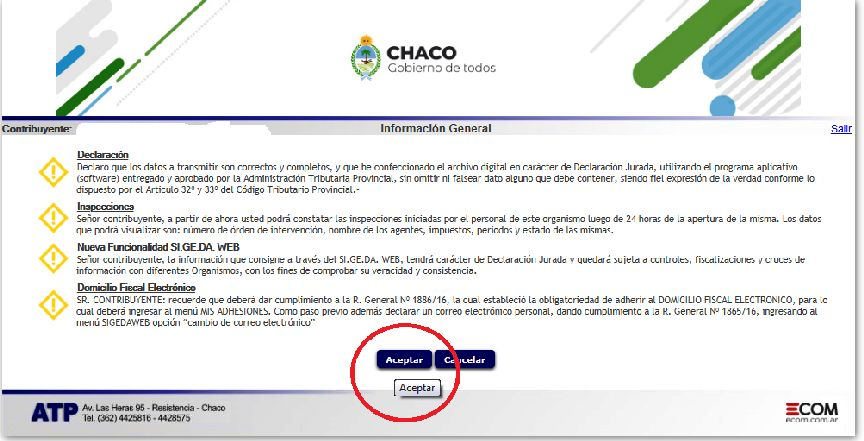 CHACO
Gobierno de todos
Contribuyente:
Información General
Salir
Declaración
Declaro que los datos a transmitir son correctos y completos, y que he confeccionado el archivo digital en carácter de Declaración Jurada, utilizando el programa aplicativo
(software) entregado y aprobado por la Administración Tributaria Provincial, sin omitir ni falsear dato alguno que debe contener, siendo fiel expresión de la verdad conforme lo
dispuesto por el Artículo 32º y 33º del Código Tributario Provincial.-
Inspecciones
Señor contribuyente, a partir de ahora usted podrá constatar las inspecciones iniciadas por el personal de este organismo luego de 24 horas de la apertura de la misma. Los datos
que podrá visualizar son: número de órden de intervención, nombre de los agentes, impuestos, períodos y estado de las mismas.
Nueva Funcionalidad SI.GE.DA. WEB
Señor contribuyente, la información que consigne a través del SI.GE.DA. WEB, tendrá carácter de Declaración Jurada y quedará sujeta a controles, fiscalizaciones y cruces de
información con diferentes Organismos, con los fines de comprobar su veracidad y consistencia.
Domicilio Fiscal Electrónico
SR. CONTRIBUYENTE: recuerde que deberá dar cumplimiento a la R. General Nº 1886/16, la cual estableció la obligatoriedad de adherir al DOMICILIO FISCAL ELECTRONICO, para lo
cual deberá ingresar al menú MIS ADHESIONES. Como paso previo además declarar un correo electrónico personal, dando cumplimiento a la R. General Nº 1865/16, ingresando al
menú SIGEDAWEB opción "cambio de correo electrónico"
Aceptar
Cancelar
Aceptar
ATP
Av. Las Heras 95 - Resistencia - Chaco
Tel. (362) 4425816 - 4428575
ECOM
ecom.com.ar